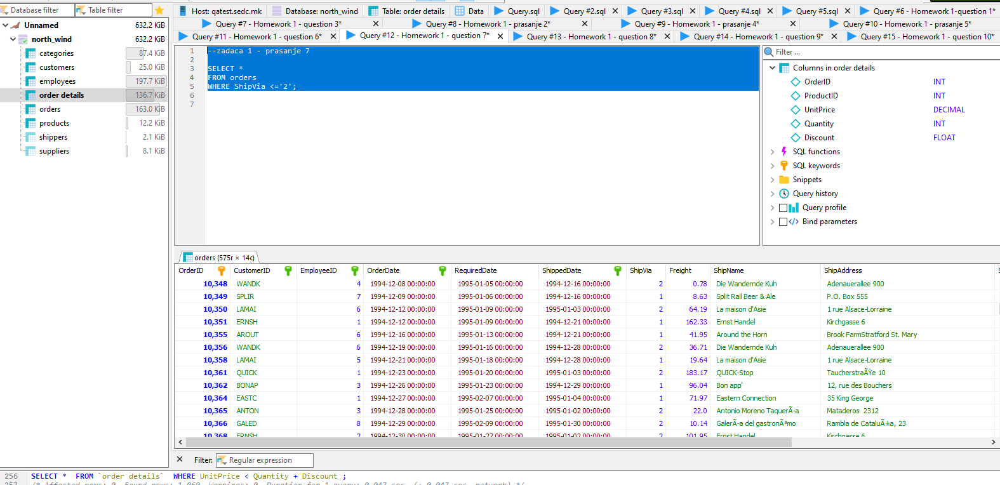 Database filter Table filter
Host: qatest.sedc.mk Database: north_wind Table: order details Data Query.sql Query #2.sql Query #3.sql Query #4.sql Query #5.sql Query #6 - Homework 1-question 1*
Query #7 - Homework 1 - question 3* Query #8 - Homework 1 - prasanje 2* Query #9 - Homework 1 - prasanje 4* Query #10 - Homework 1 - prasanje 5*
Query #11 - Homework 1 - question 6* Query #12 - Homework 1 - question 7* Query #13 - Homework 1 - question 8* Query #14 - Homework 1 - question 9* Query #15 - Homework 1 - question 10*
Unnamed 632.2 KiB
north_wind 632.2 KiB
categories 87.4 KiB
customers 25.0 KiB
employees 197.7 KiB
order details 136.7 KiB
orders 163.0 KiB
products 12.2 KiB
shippers 2.1 KiB
suppliers 8.1 KiB
1 --zadaca 1 - prasanje 7
2
3 SELECT *
4 FROM orders
5 WHERE ShipVia <='2';
6
7
Filter ...
Columns in order details
OrderID INT
ProductID INT
UnitPrice DECIMAL
Quantity INT
Discount FLOAT
SQL functions
SQL keywords
Snippets
Query history
Query profile
Bind parameters
orders (575r × 14c)
OrderID CustomerID EmployeeID OrderDate RequiredDate ShippedDate ShipVia Freight ShipName ShipAddress
10,348 WANDK 4 1994-12-08 00:00:00 1995-01-05 00:00:00 1994-12-16 00:00:00 2 0.78 Die Wandernde Kuh Adenauerallee 900
10,349 SPLIR 7 1994-12-09 00:00:00 1995-01-06 00:00:00 1994-12-16 00:00:00 1 8.63 Split Rail Beer & Ale P.O. Box 555
10,350 LAMAI 6 1994-12-12 00:00:00 1995-01-09 00:00:00 1995-01-03 00:00:00 2 64.19 La maison d'Asie 1 rue Alsace-Lorraine
10,351 ERNSH 1 1994-12-12 00:00:00 1995-01-09 00:00:00 1994-12-21 00:00:00 1 162.33 Ernst Handel Kirchgasse 6
10,355 AROUT 6 1994-12-16 00:00:00 1995-01-13 00:00:00 1994-12-21 00:00:00 1 41.95 Around the Horn Brook FarmStratford St. Mary
10,356 WANDK 6 1994-12-19 00:00:00 1995-01-16 00:00:00 1994-12-28 00:00:00 2 36.71 Die Wandernde Kuh Adenauerallee 900
10,358 LAMAI 5 1994-12-21 00:00:00 1995-01-18 00:00:00 1994-12-28 00:00:00 1 19.64 La maison d'Asie 1 rue Alsace-Lorraine
10,361 QUICK 1 1994-12-23 00:00:00 1995-01-20 00:00:00 1995-01-03 00:00:00 2 183.17 QUICK-Stop TaucherstraÃŸe 10
10,362 BONAP 3 1994-12-26 00:00:00 1995-01-23 00:00:00 1994-12-29 00:00:00 1 96.04 Bon app' 12, rue des Bouchers
10,364 EASTC 1 1994-12-27 00:00:00 1995-02-07 00:00:00 1995-01-04 00:00:00 1 71.97 Eastern Connection 35 King George
10,365 ANTON 3 1994-12-28 00:00:00 1995-01-25 00:00:00 1995-01-02 00:00:00 2 22.0 Antonio Moreno TaquerÃ-a Mataderos 2312
10,366 GALED 8 1994-12-29 00:00:00 1995-02-09 00:00:00 1995-01-30 00:00:00 2 10.14 GalerÃ-a del gastronÃ³mo Rambla de CataluÃ±a, 23
10,368 ERNSH 2 1994-12-30 00:00:00 1995-01-27 00:00:00 1995-01-02 00:00:00 2 101.95 Ernst Handel Kirchgasse 6
Filter: Regular expression
256 SELECT * FROM `order details` WHERE UnitPrice < Quantity + Discount ;
257 /* Affected rows: 0 Found rows: 1,060 Warnings: 0 Duration for 1 query: 0.047 sec. (+ 0.047 sec. network) */